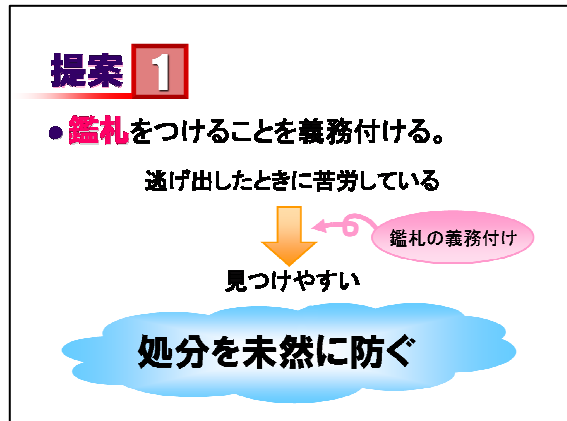 提案 1
●鑑札をつけることを義務付ける。
逃げ出したときに苦労している
鑑札の義務付け
見つけやすい
処分を未然に防ぐ